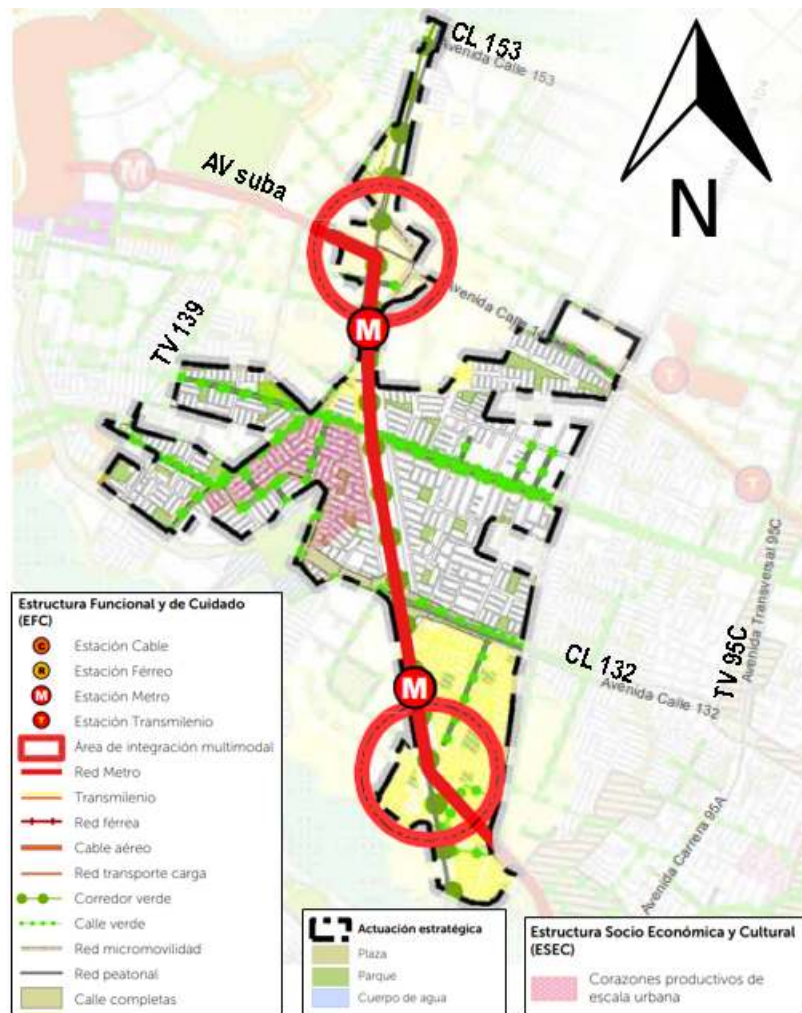 CL 153
Avenida Calle 153
N
AV suba
M
TV 139
M
T
T
M
CL 132
Avenida Calle 132
TV 95C
Avenida Transversal 95C
Avenida Carrera 95A
Estructura Funcional y de Cuidado
(EFC)
C Estación Cable
R Estación Férreo
M Estación Metro
T Estación Transmilenio
Área de integración multimodal
Red Metro
Transmilenio
Red férrea
Cable aéreo
Red transporte carga
Corredor verde
Calle verde
Red micromovilidad
Red peatonal
Calle completas
Actuación estratégica
Plaza
Parque
Cuerpo de agua
Estructura Socio Económica y Cultural
(ESEC)
Corazones productivos de
escala urbana